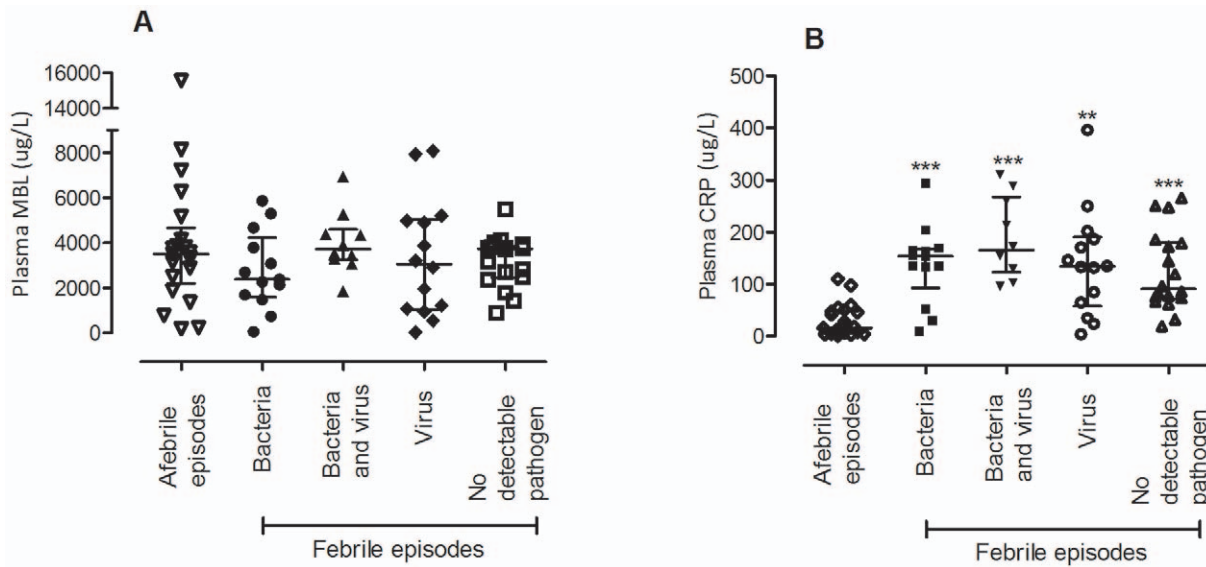 A
Plasma MBL (ug/L)
16000
14000
8000
6000
4000
2000
0
Afebrile
episodes
Bacteria
Bacteria
and virus
Virus
No
detectable
pathogen
Febrile episodes
B
Plasma CRP (ug/L)
500
400
300
200
100
0
***
***
**
***
Afebrile
episodes
Bacteria
Bacteria
and virus
Virus
No
detectable
pathogen
Febrile episodes